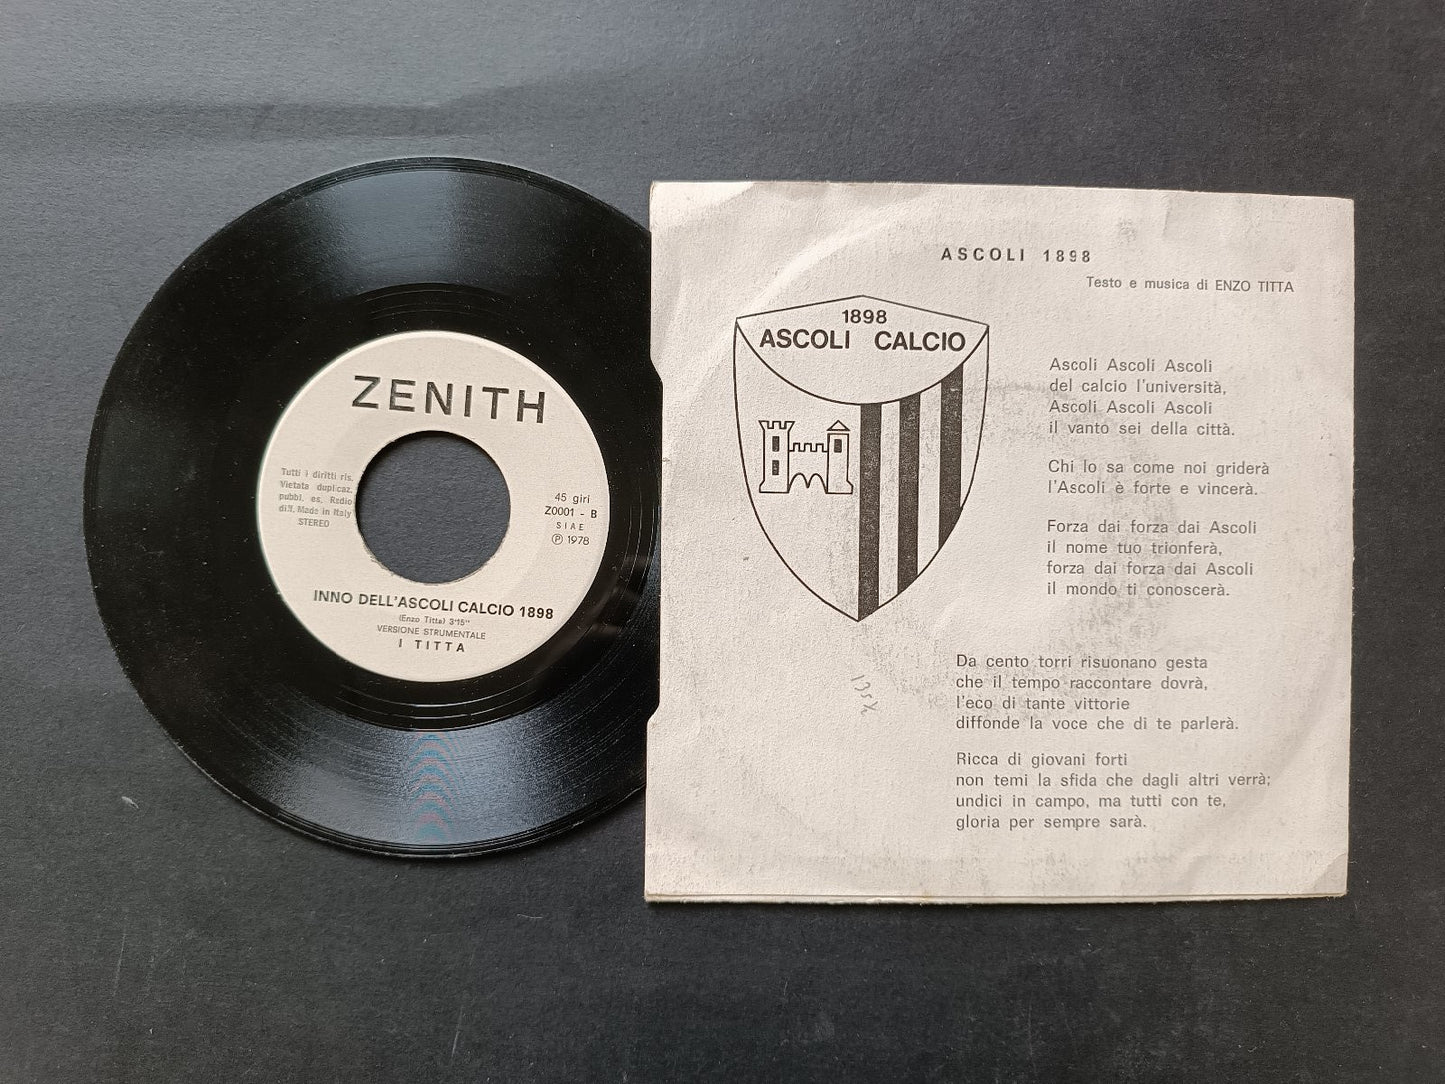 ZENITH
Tutti i diritti ris.
Vietata duplicaz.
pubbl. es. Radio
diff. Made in Italy
STEREO
45 giri
Z0001 - B
SIAE
℗ 1978
INNO DELL'ASCOLI CALCIO 1898
(Enzo Titta) 3'15"
VERSIONE STRUMENTALE
I TITTA
ASCOLI 1898
Testo e musica di ENZO TITTA
1898
ASCOLI CALCIO
Ascoli Ascoli Ascoli
del calcio l'università,
Ascoli Ascoli Ascoli
il vanto sei della città.
Chi lo sa come noi griderà
l'Ascoli è forte e vincerà.
Forza dai forza dai Ascoli
il nome tuo trionferà,
forza dai forza dai Ascoli
il mondo ti conoscerà.
Da cento torri risuonano gesta
che il tempo raccontare dovrà,
l'eco di tante vittorie
diffonde la voce che di te parlerà.
Ricca di giovani forti
non temi la sfida che dagli altri verrà;
undici in campo, ma tutti con te,
gloria per sempre sarà.